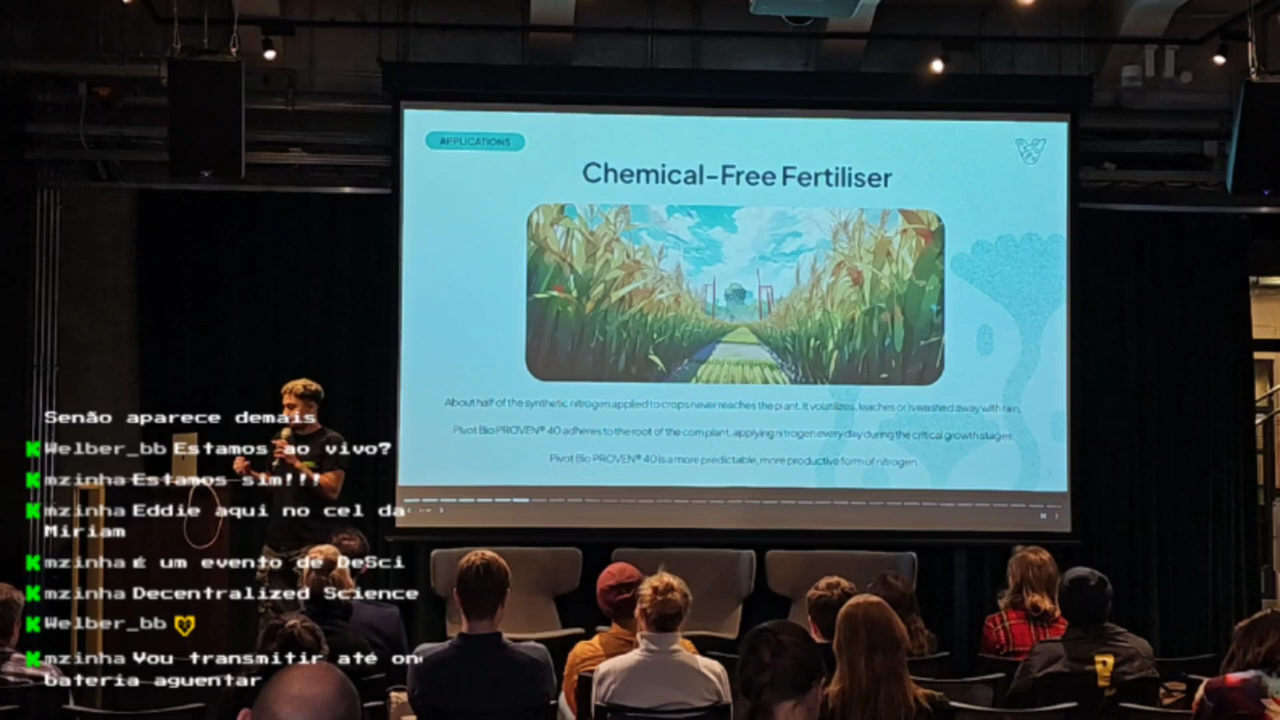 APPLICATIONS
Chemical-Free Fertiliser
About half of the synthetic nitrogen applied to crops never reaches the plant. It volatilizes, leaches or is washed away with rain.
Pivot Bio PROVEN® 40 adheres to the root of the corn plant, applying nitrogen every day during the critical growth stages.
Pivot Bio PROVEN® 40 is a more predictable, more productive form of nitrogen.
Senão aparece demais
Welber_bb Estamos ao vivo?
mzinha Estamos sim!!!
mzinha Eddie aqui no cel da
Miriam
mzinha É um evento de DeSci
mzinha Decentralized Science
Welber_bb
mzinha Vou transmitir até on
bateria aguentar